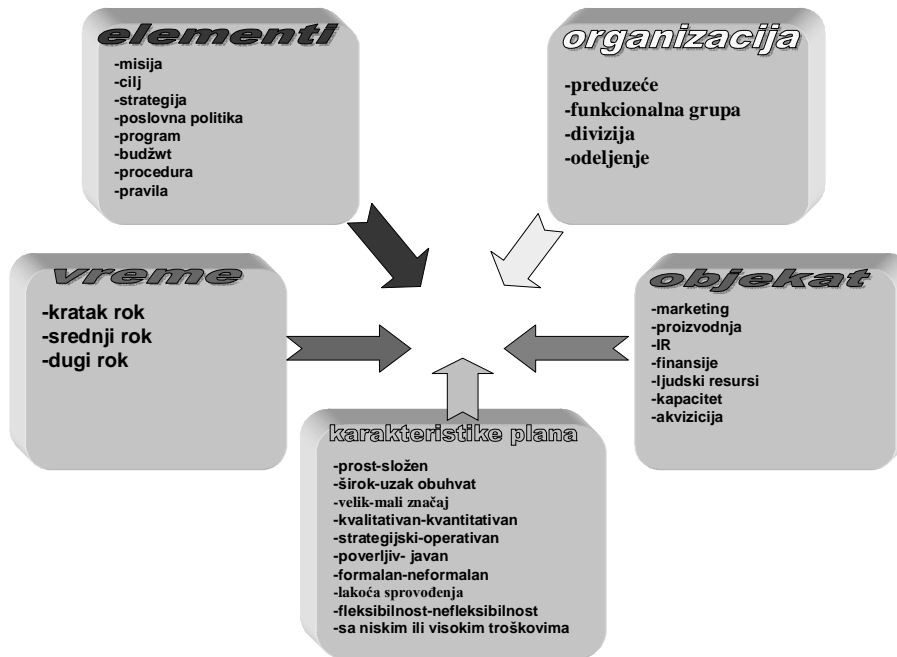 elementi
-misija
-cilj
-strategija
-poslovna politika
-program
-budžwt
-procedura
-pravila
organizacija
-preduzeće
-funkcionalna grupa
-divizija
-odeljenje
vreme
-kratak rok
-srednji rok
-dugi rok
objekat
-marketing
-proizvodnja
-IR
-finansije
-ljudski resursi
-kapacitet
-akvizicija
karakteristike plana
-prost-složen
-širok-uzak obuhvat
-velik-mali značaj
-kvalitativan-kvantitativan
-strategijski-operativan
-poverljiv- javan
-formalan-neformalan
-lakoća sprovođenja
-fleksibilnost-nefleksibilnost
-sa niskim ili visokim troškovima